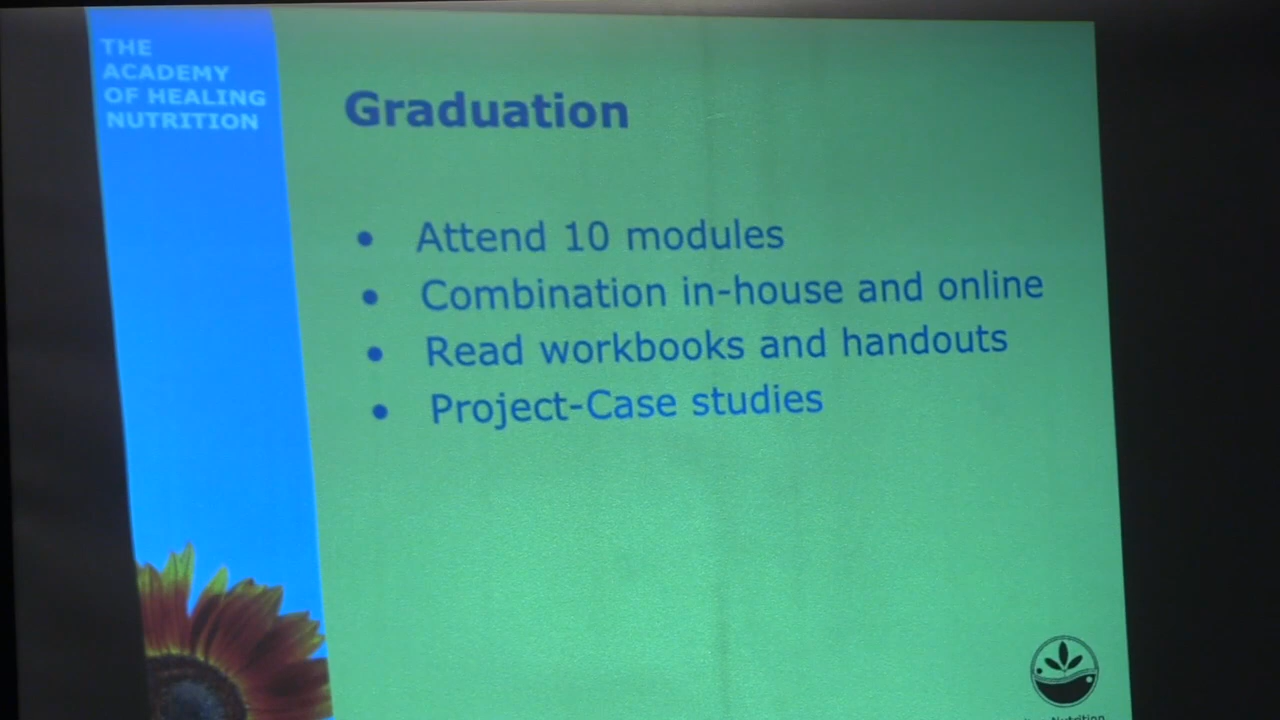 THE
ACADEMY
OF HEALING
NUTRITION
Graduation
• Attend 10 modules
• Combination in-house and online
• Read workbooks and handouts
• Project-Case studies
Nutrition